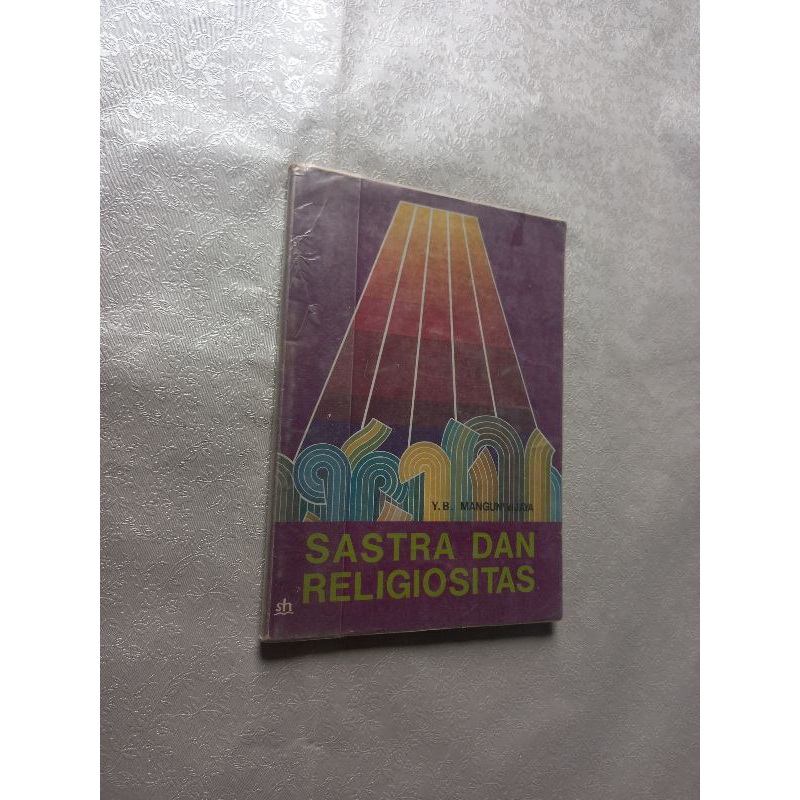 Y.B. MANGUNWIJAYA
SASTRA DAN
RELIGIOSITAS
sh